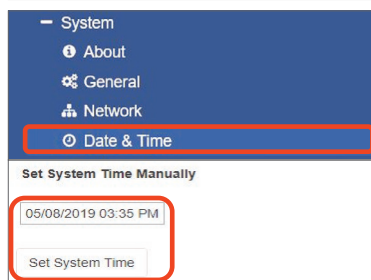 System
About
General
Network
Date & Time
Set System Time Manually
05/08/2019 03:35 PM
Set System Time